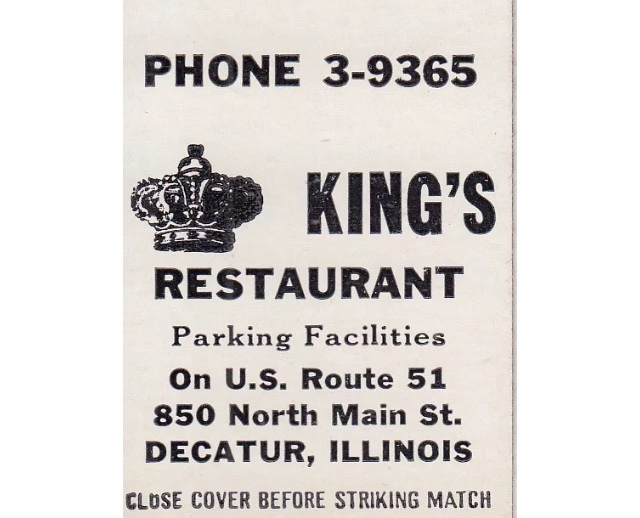 PHONE 3-9365
KING'S
RESTAURANT
Parking Facilities
On U.S. Route 51
850 North Main St.
DECATUR, ILLINOIS
CLOSE COVER BEFORE STRIKING MATCH